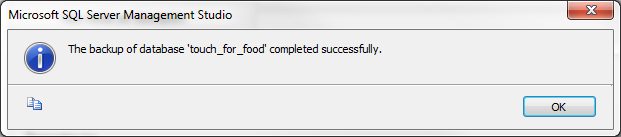 Microsoft SQL Server Management Studio
The backup of database 'touch_for_food' completed successfully.
OK